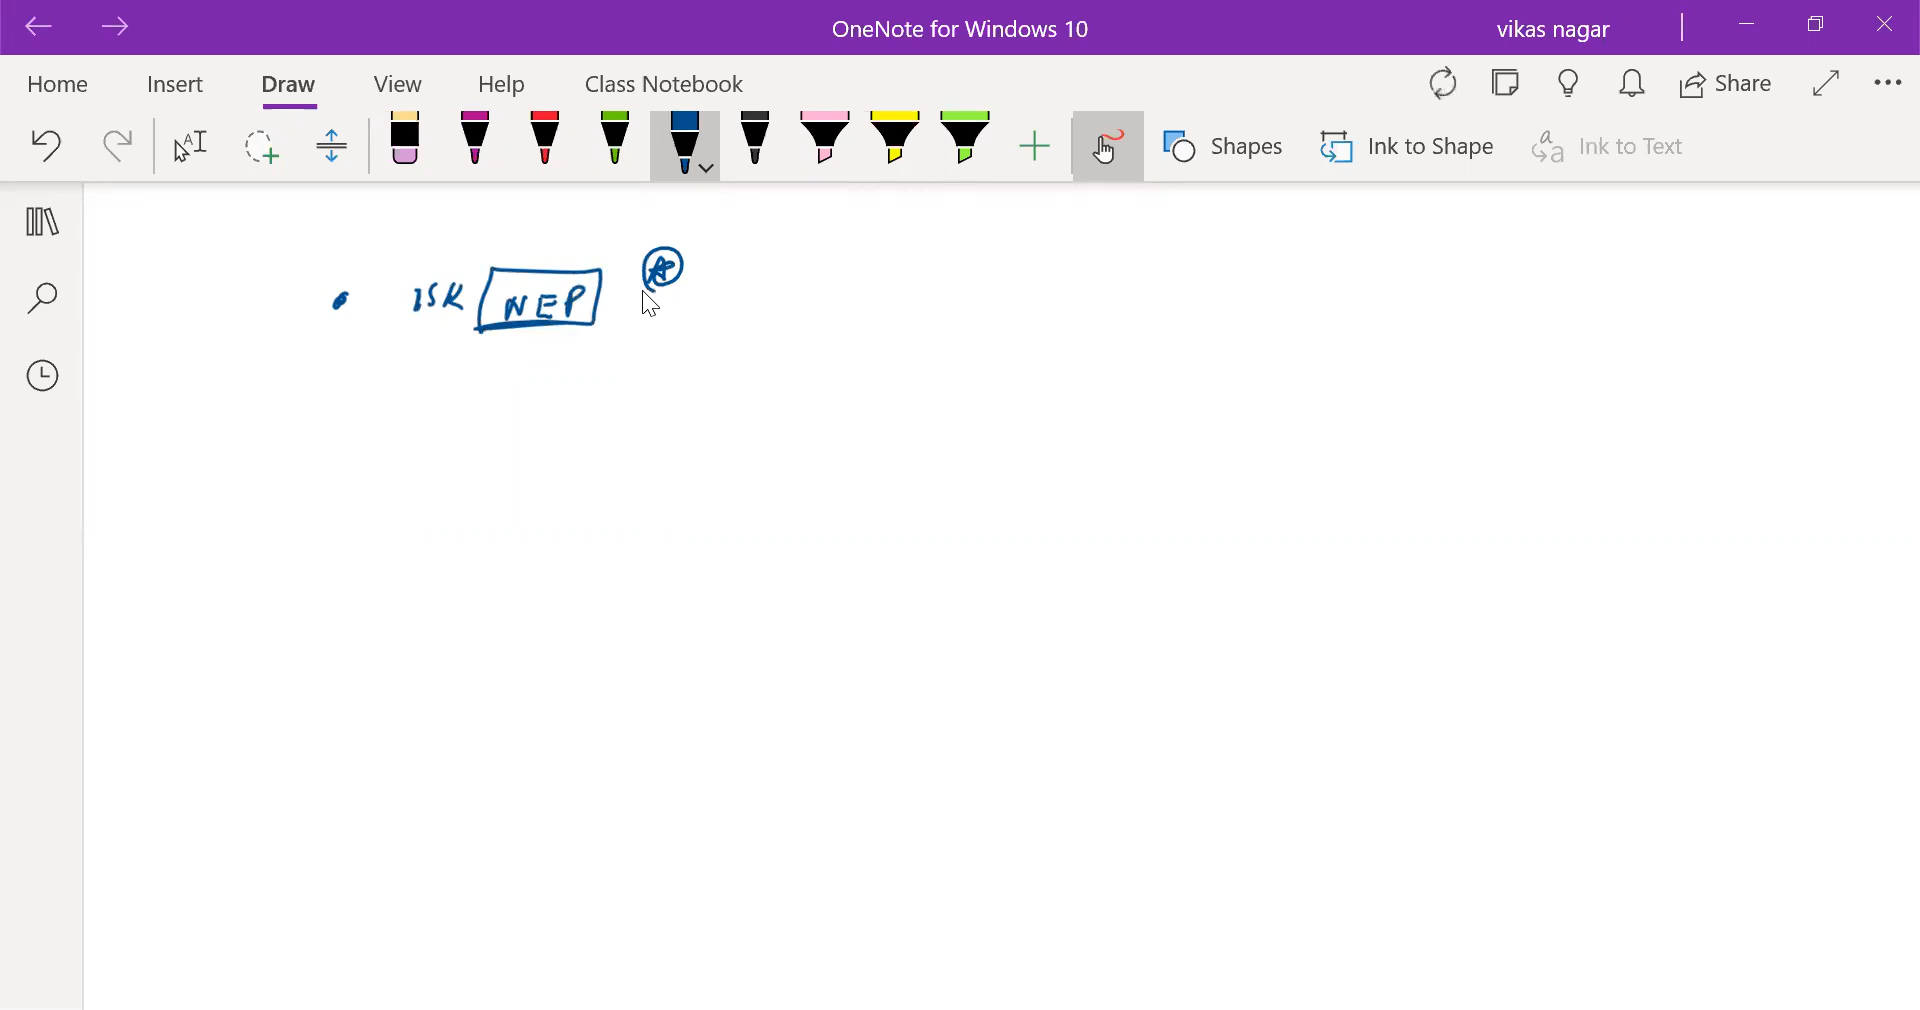 OneNote for Windows 10 vikas nagar
Home Insert Draw View Help Class Notebook Share
Shapes Ink to Shape Ink to Text
ISK NEP